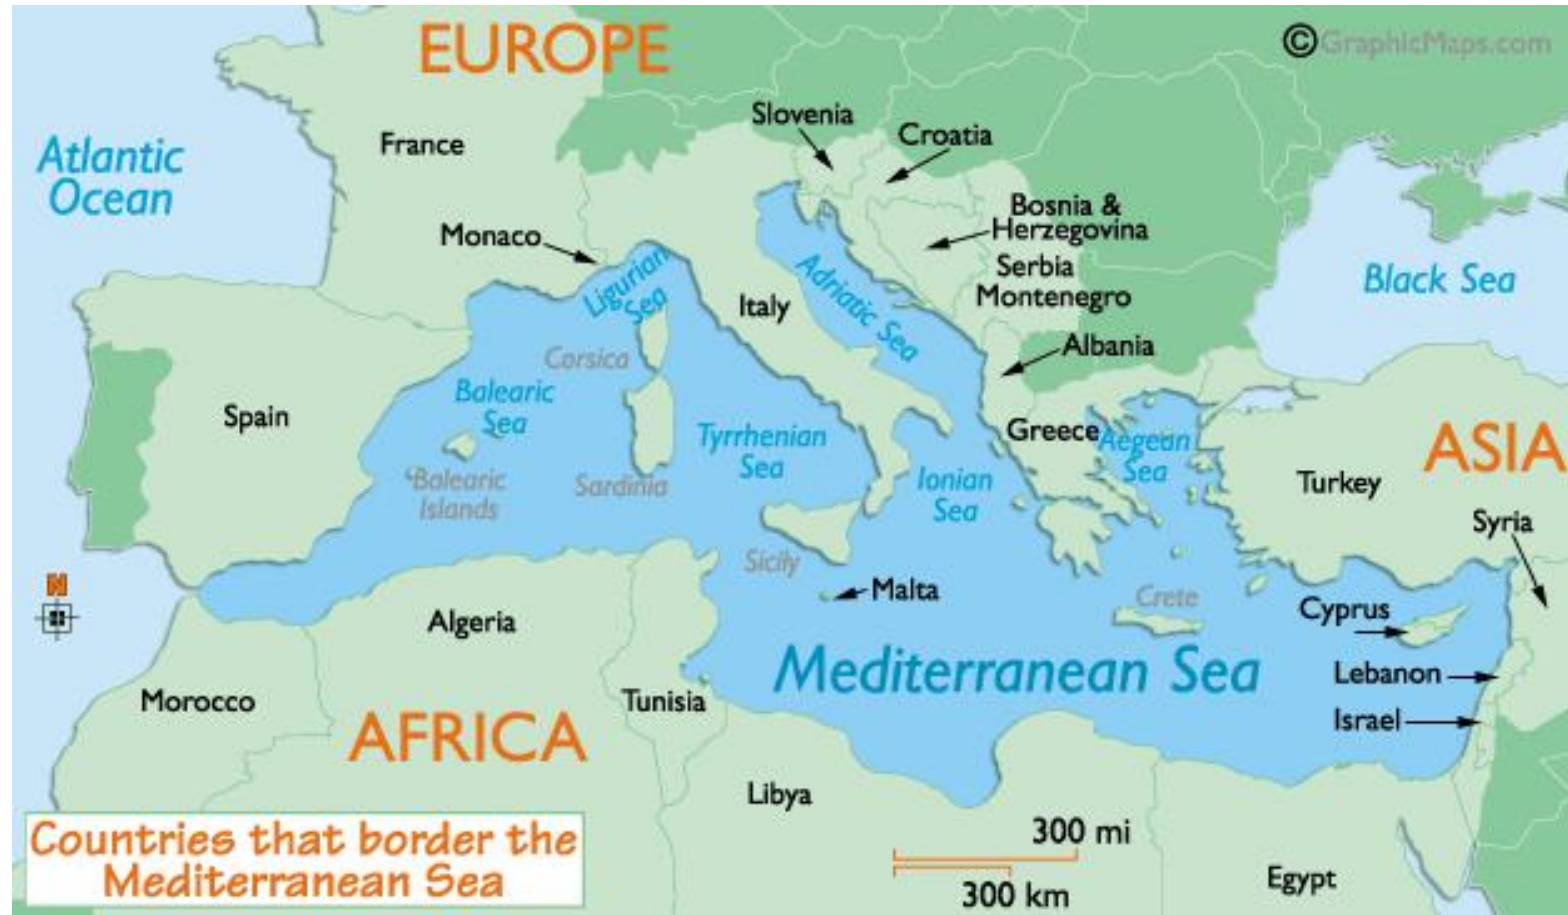 EUROPE
©GraphicMaps.com
Slovenia
Croatia
France
Atlantic
Ocean
Bosnia &
Herzegovina
Monaco
Ligurian
Sea
Adriatic Sea
Serbia
Montenegro
Black Sea
Italy
Albania
Corsica
Balearic
Sea
Spain
Tyrrhenian
Sea
Greece
Aegean
Sea
ASIA
Balearic
Islands
Sardinia
Ionian
Sea
Turkey
Syria
Sicily
N
Malta
Crete
Cyprus
Algeria
Mediterranean Sea
Lebanon
Morocco
Tunisia
Israel
AFRICA
Libya
Countries that border the
Mediterranean Sea
300 mi
300 km
Egypt